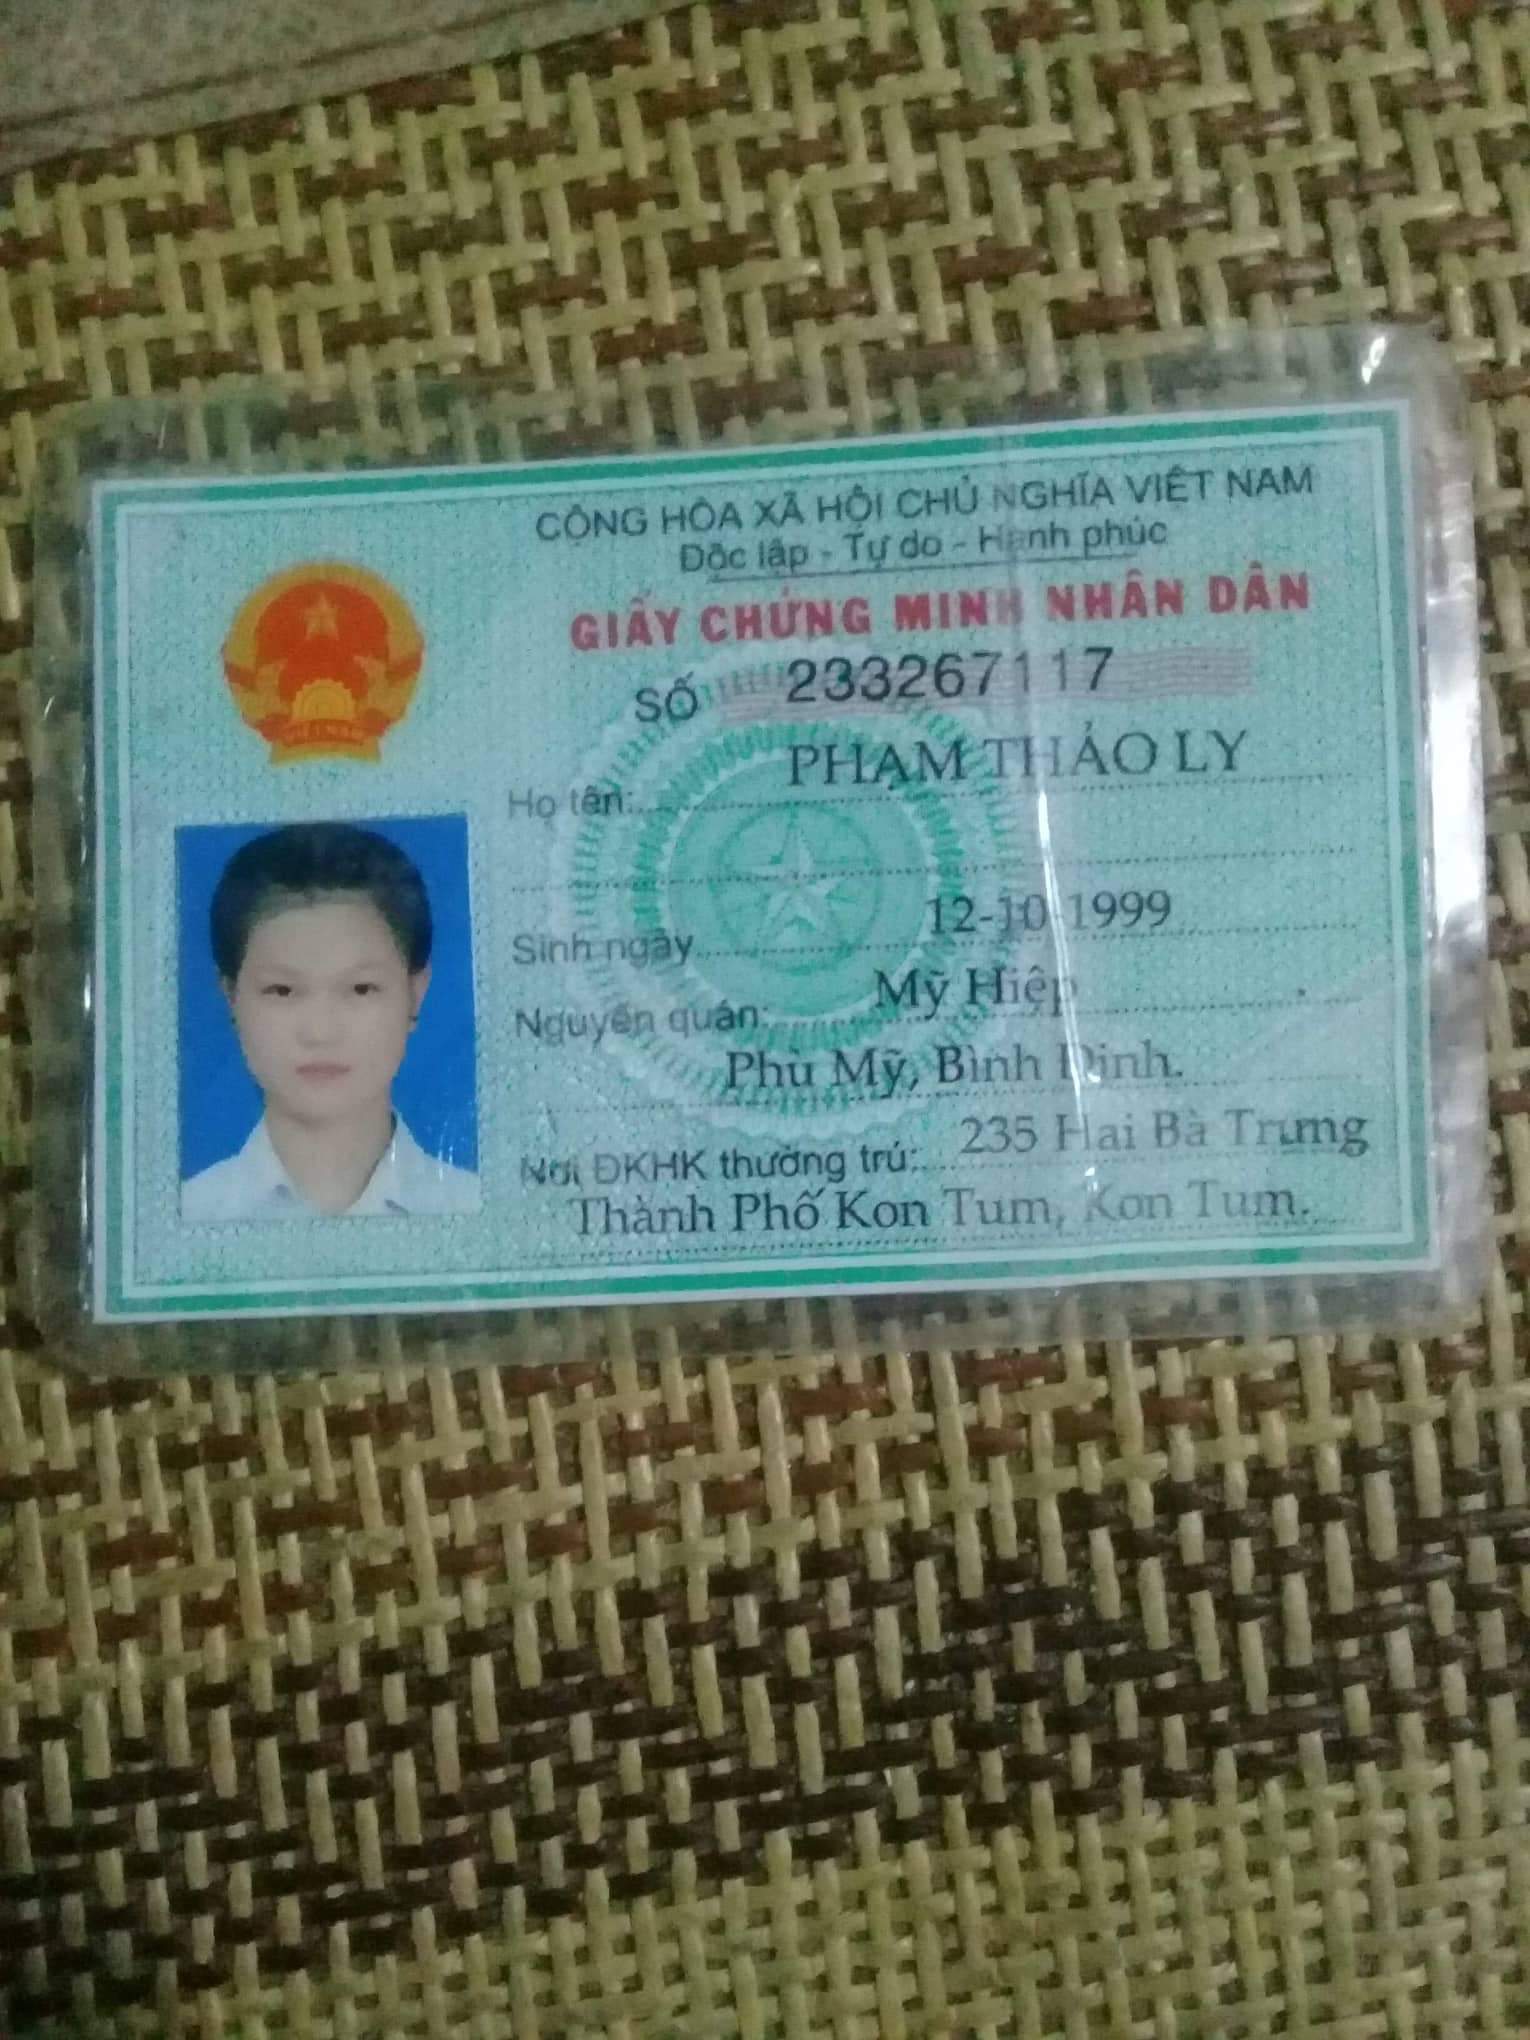 CỘNG HÒA XÃ HỘI CHỦ NGHĨA VIỆT NAM
Độc lập - Tự do - Hạnh phúc
GIẤY CHỨNG MINH NHÂN DÂN
SỐ 233267117
Họ tên: PHẠM THẢO LY
Sinh ngày 12-10-1999
Nguyên quán: Mỹ Hiệp
Phù Mỹ, Bình Định.
Nơi ĐKHK thường trú: 235 Hai Bà Trưng
Thành Phố Kon Tum, Kon Tum.
VIỆT NAM